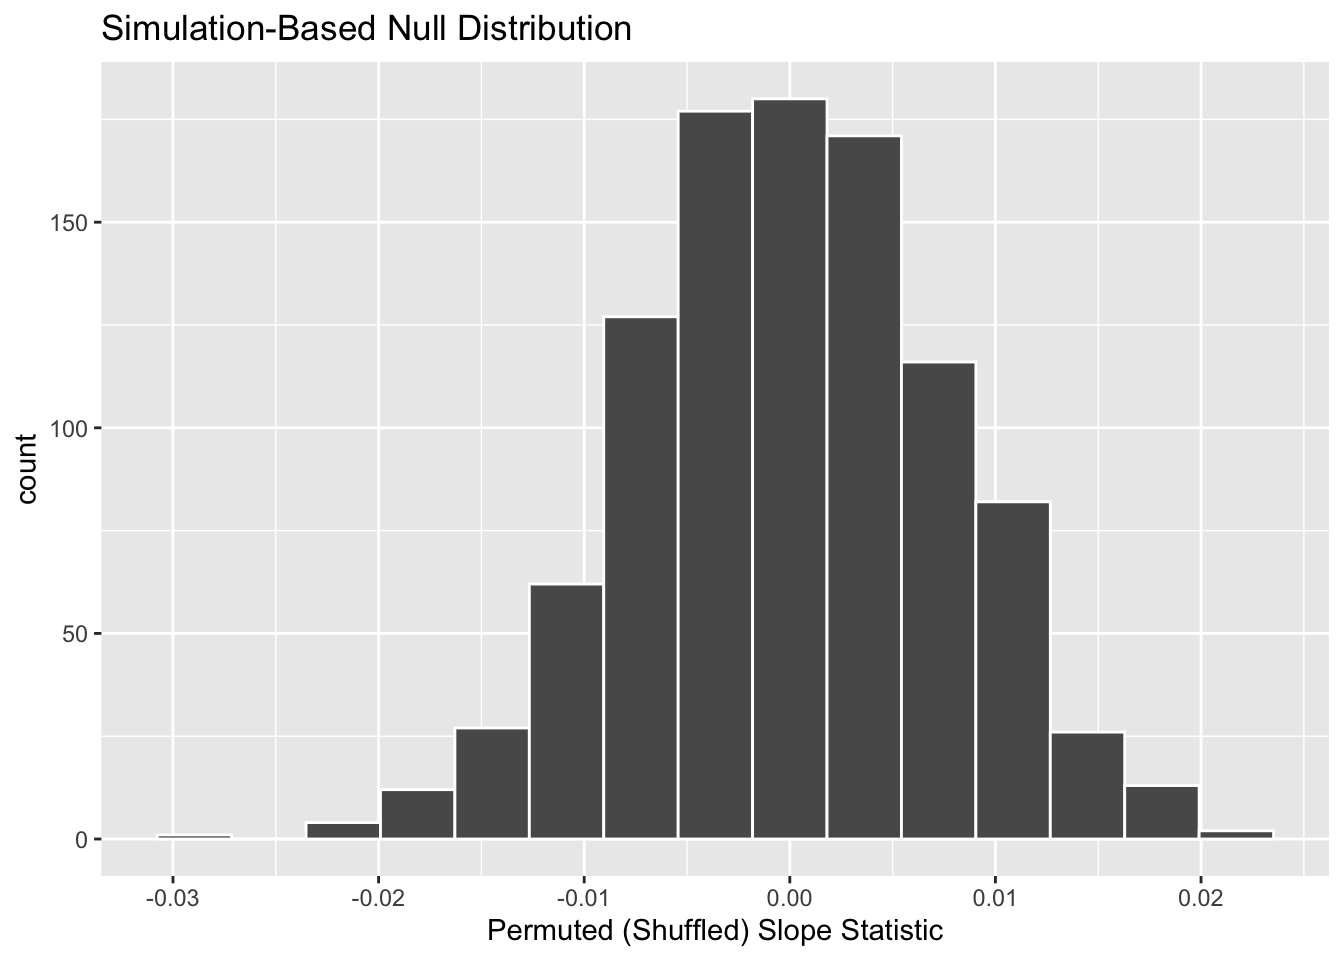 Simulation-Based Null Distribution
count
150
100
50
0
-0.03 -0.02 -0.01 0.00 0.01 0.02
Permuted (Shuffled) Slope Statistic